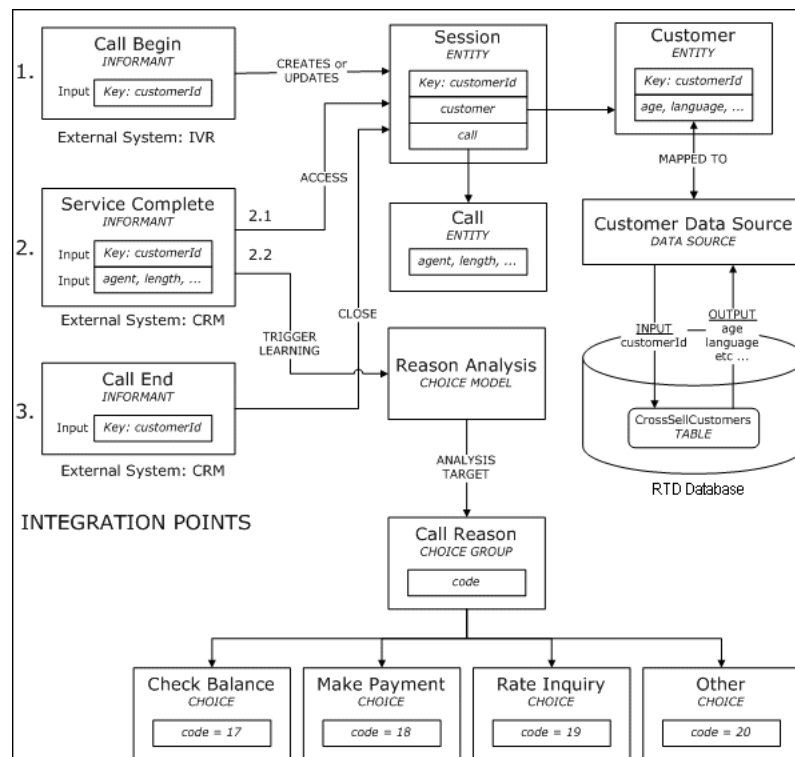 1.
Call Begin
INFORMANT
Input
Key: customerId
External System: IVR
CREATES or
UPDATES
Session
ENTITY
Key: customerId
customer
call
Customer
ENTITY
Key: customerId
age, language, ...
MAPPED TO
ACCESS
2.
Service Complete
INFORMANT
Input
Key: customerId
Input
agent, length, ...
External System: CRM
2.1
2.2
Call
ENTITY
agent, length, ...
Customer Data Source
DATA SOURCE
CLOSE
TRIGGER
LEARNING
INPUT
customerId
OUTPUT
age
language
etc ...
Reason Analysis
CHOICE MODEL
3.
Call End
INFORMANT
Input
Key: customerId
External System: CRM
CrossSellCustomers
TABLE
RTD Database
ANALYSIS
TARGET
INTEGRATION POINTS
Call Reason
CHOICE GROUP
code
Check Balance
CHOICE
code = 17
Make Payment
CHOICE
code = 18
Rate Inquiry
CHOICE
code = 19
Other
CHOICE
code = 20